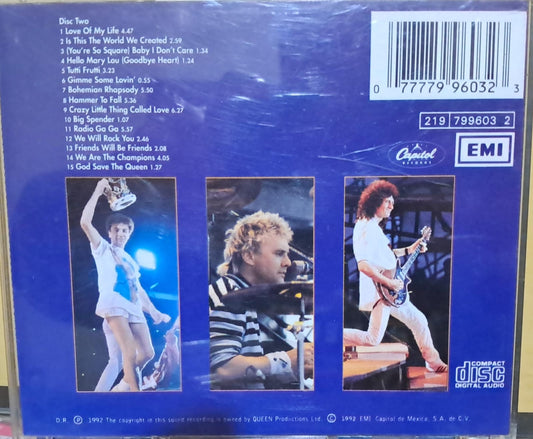 Disc Two
1 Love Of My Life 4.47
2 Is This The World We Created 2.59
3 (You're So Square) Baby I Don't Care 1.34
4 Hello Mary Lou (Goodbye Heart) 1.24
5 Tutti Frutti 3.23
6 Gimme Some Lovin' 0.55
7 Bohemian Rhapsody 5.50
8 Hammer To Fall 5.36
9 Crazy Little Thing Called Love 6.27
10 Big Spender 1.07
11 Radio Ga Ga 5.57
12 We Will Rock You 2.46
13 Friends Will Be Friends 2.08
14 We Are The Champions 4.05
15 God Save The Queen 1.27
0 77779 96032 3
219 799603 2
Capitol
RECORDS
EMI
COMPACT
disc
DIGITAL AUDIO
D.R. Ⓟ 1992 The copyright in this sound recording is owned by QUEEN Productions Ltd. © 1992 EMI Capitol de Mexico, S.A. de C.V.